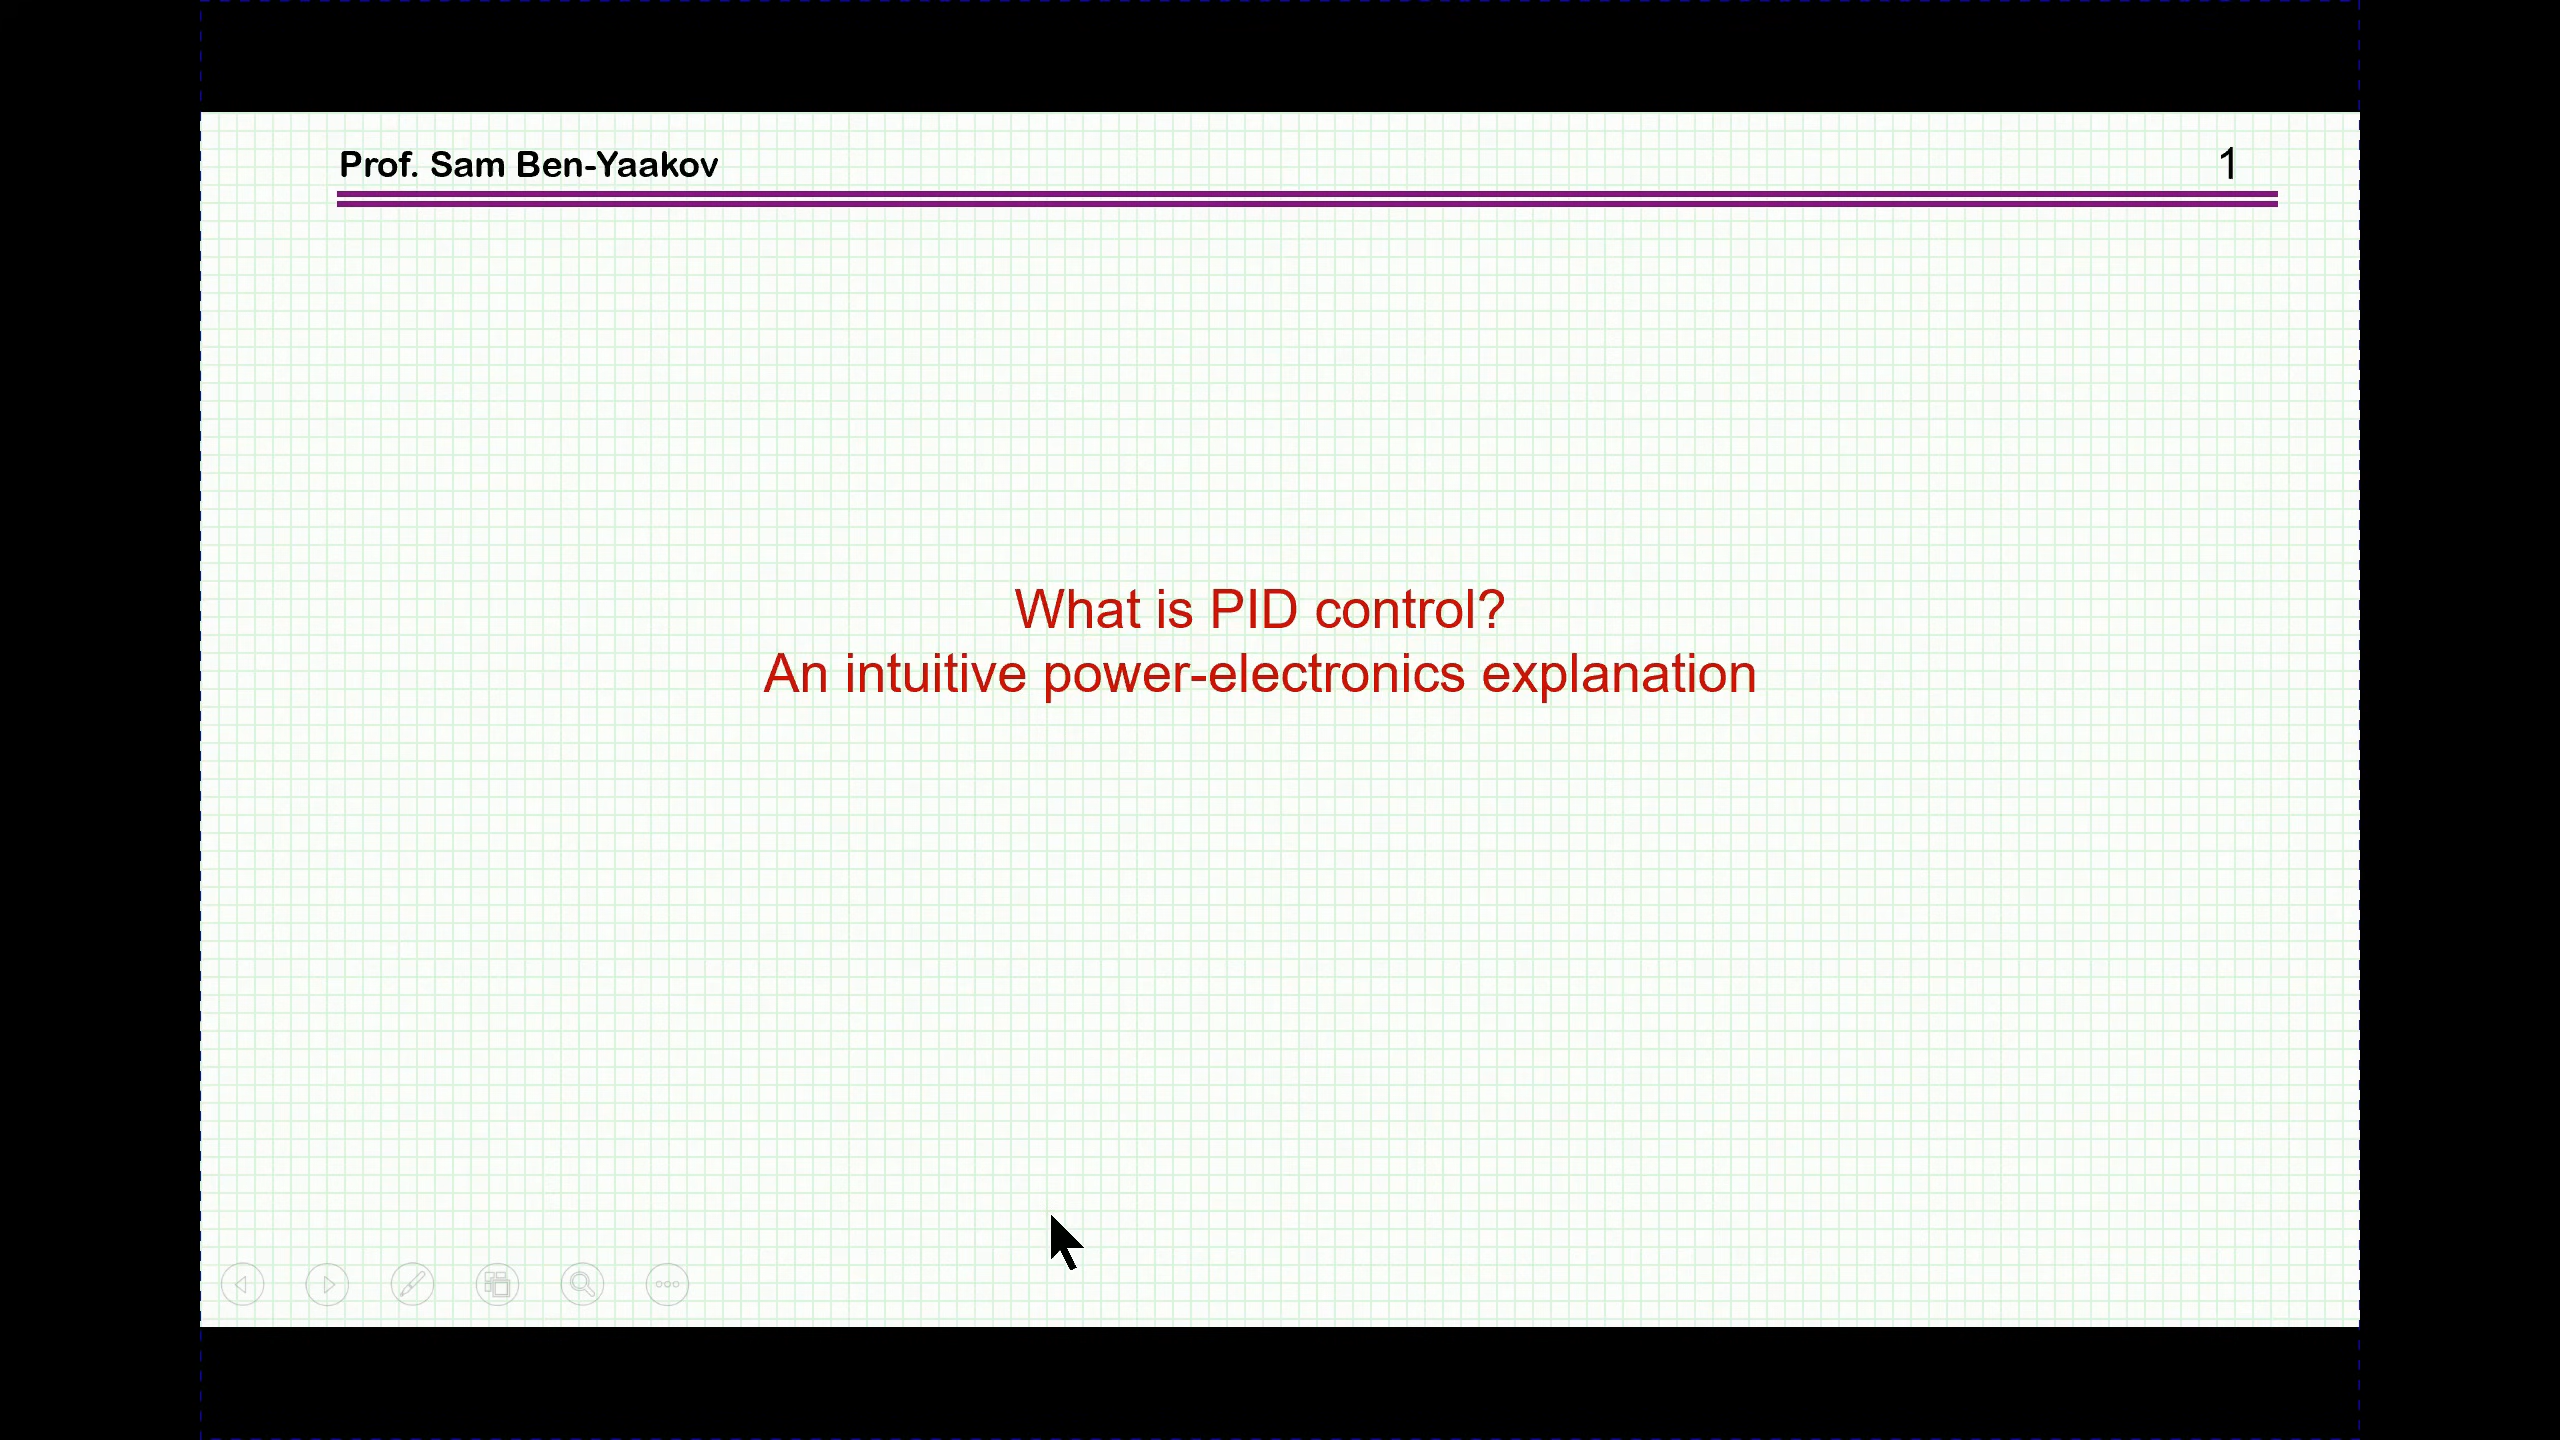 Prof. Sam Ben-Yaakov
1
What is PID control?
An intuitive power-electronics explanation